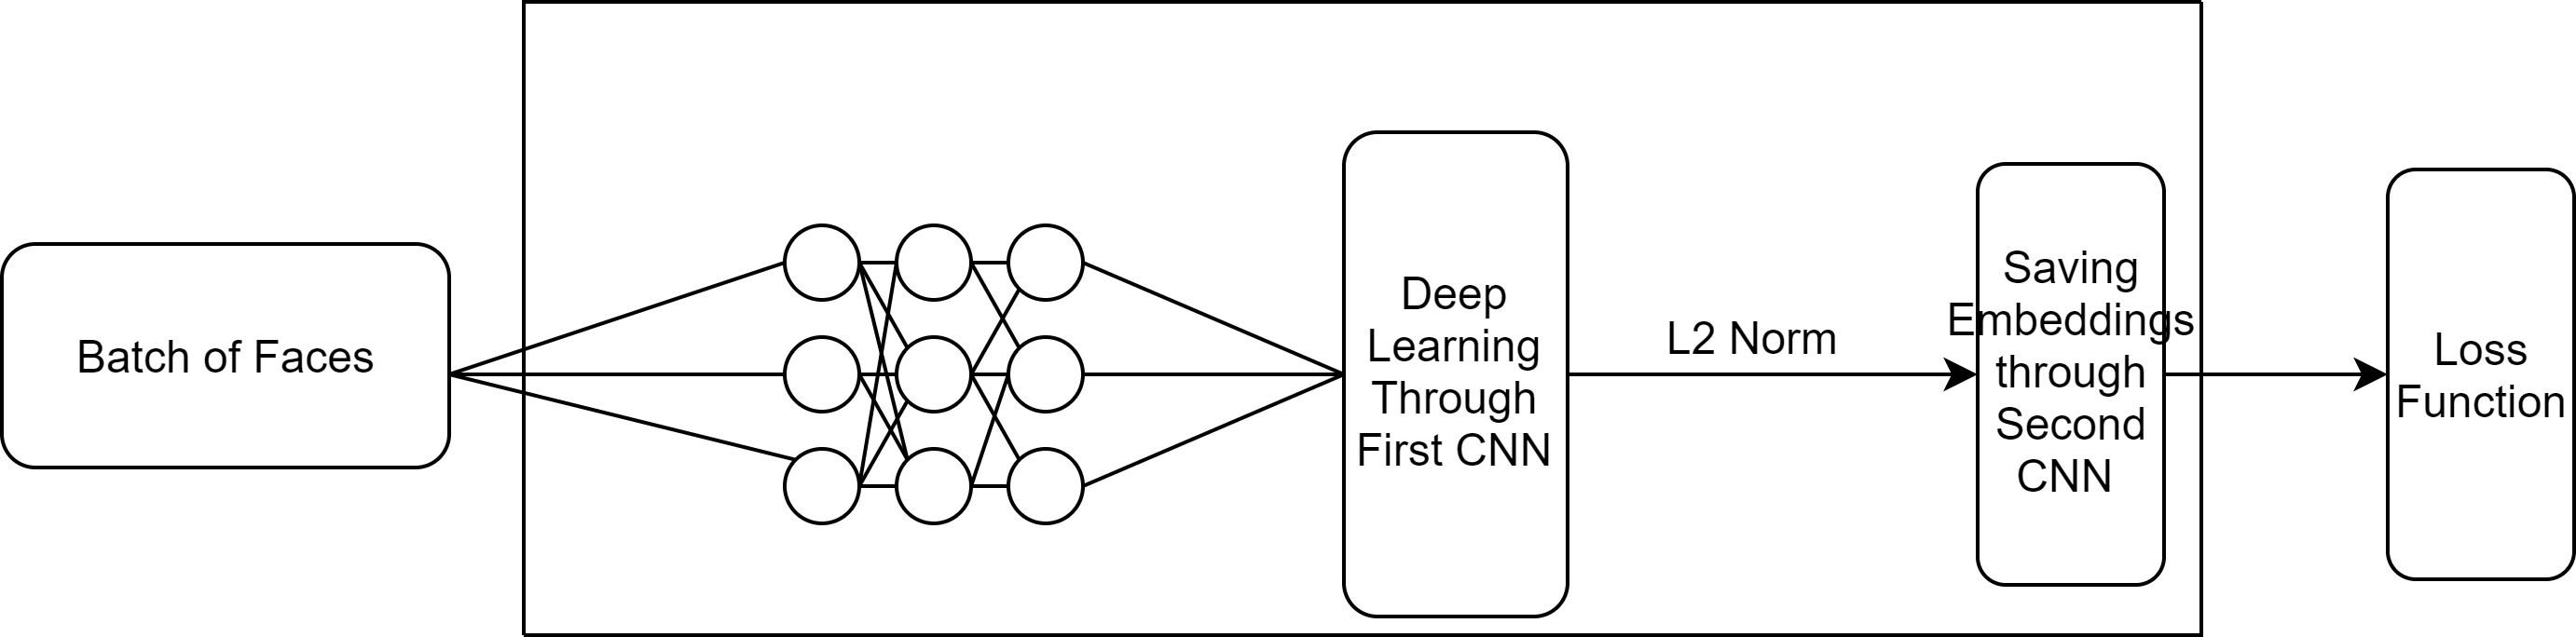 Batch of Faces
Deep
Learning
Through
First CNN
L2 Norm
Saving
Embeddings
through
Second
CNN
Loss
Function